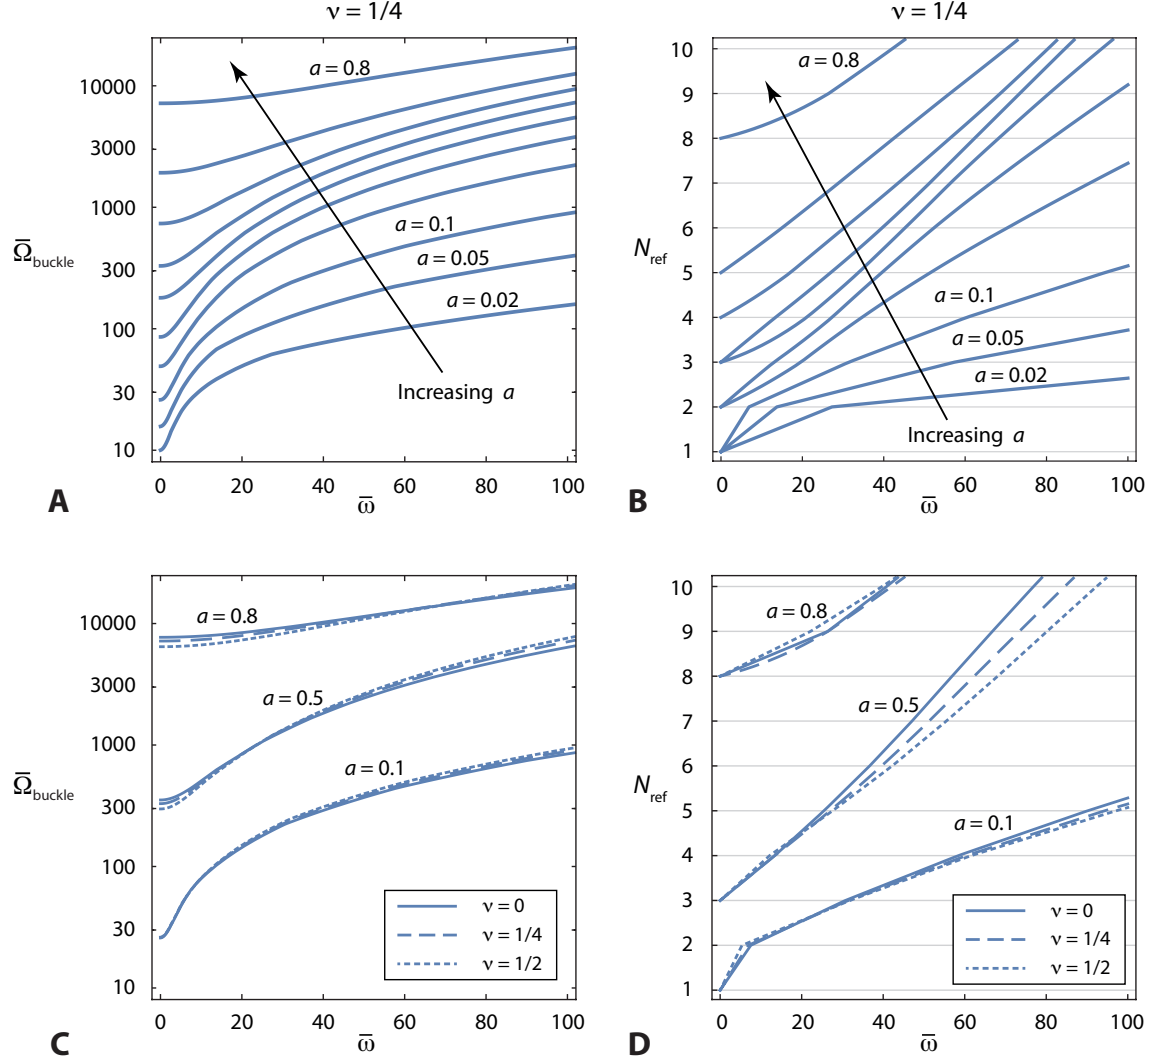 ν = 1/4
10000
3000
1000
300
100
30
10
Ω̄buckle
a = 0.8
a = 0.1
a = 0.05
a = 0.02
Increasing a
0 20 40 60 80 100
ω̄
A
ν = 1/4
10
9
8
7
6
5
4
3
2
1
Nref
a = 0.8
a = 0.1
a = 0.05
a = 0.02
Increasing a
0 20 40 60 80 100
ω̄
B
10000
3000
1000
300
100
30
10
Ω̄buckle
a = 0.8
a = 0.5
a = 0.1
ν = 0
ν = 1/4
ν = 1/2
0 20 40 60 80 100
ω̄
C
10
9
8
7
6
5
4
3
2
1
Nref
a = 0.8
a = 0.5
a = 0.1
ν = 0
ν = 1/4
ν = 1/2
0 20 40 60 80 100
ω̄
D